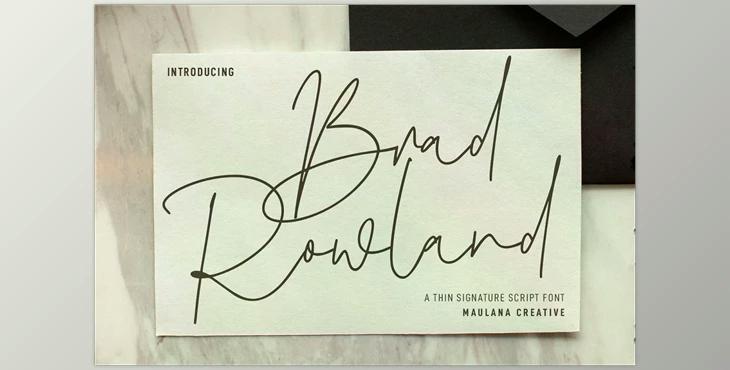 INTRODUCING
Brad
Rowland
A THIN SIGNATURE SCRIPT FONT
MAULANA CREATIVE